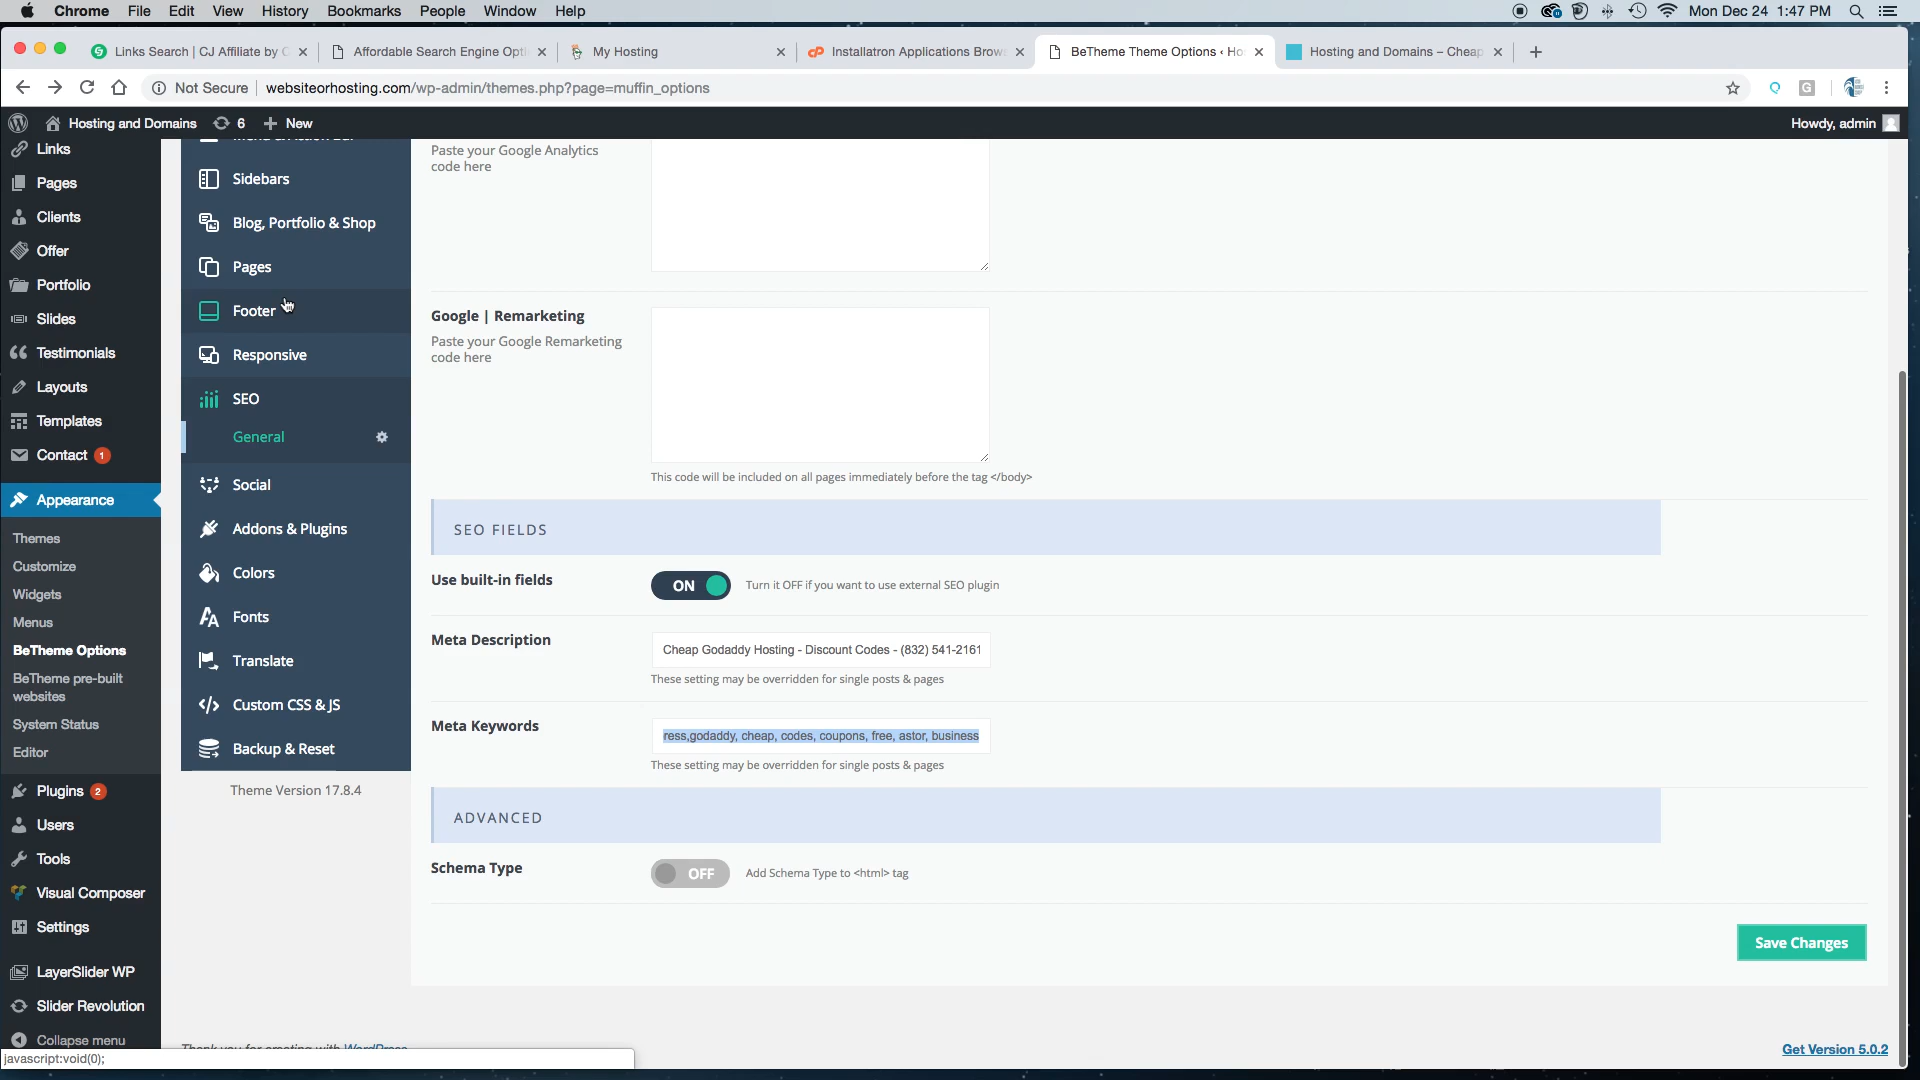 Chrome File Edit View History Bookmarks People Window Help Mon Dec 24 1:47 PM
Links Search | CJ Affiliate by C
Affordable Search Engine Opti
My Hosting
Installatron Applications Brow
BeTheme Theme Options ‹ Ho
Hosting and Domains – Cheap
Not Secure websiteorhosting.com/wp-admin/themes.php?page=muffin_options
Hosting and Domains 6 New Howdy, admin
Links
Pages
Clients
Offer
Portfolio
Slides
Testimonials
Layouts
Templates
Contact 1
Appearance
Themes
Customize
Widgets
Menus
BeTheme Options
BeTheme pre-built
websites
System Status
Editor
Plugins 2
Users
Tools
Visual Composer
Settings
LayerSlider WP
Slider Revolution
Collapse menu
javascript:void(0);
Sidebars
Blog, Portfolio & Shop
Pages
Footer
Responsive
SEO
General
Social
Addons & Plugins
Colors
Fonts
Translate
Custom CSS & JS
Backup & Reset
Theme Version 17.8.4
Paste your Google Analytics
code here
Google | Remarketing
Paste your Google Remarketing
code here
This code will be included on all pages immediately before the tag </body>
SEO FIELDS
Use built-in fields ON Turn it OFF if you want to use external SEO plugin
Meta Description Cheap Godaddy Hosting - Discount Codes - (832) 541-2161
These setting may be overridden for single posts & pages
Meta Keywords ress,godaddy, cheap, codes, coupons, free, astor, business
These setting may be overridden for single posts & pages
ADVANCED
Schema Type OFF Add Schema Type to <html> tag
Save Changes
Get Version 5.0.2